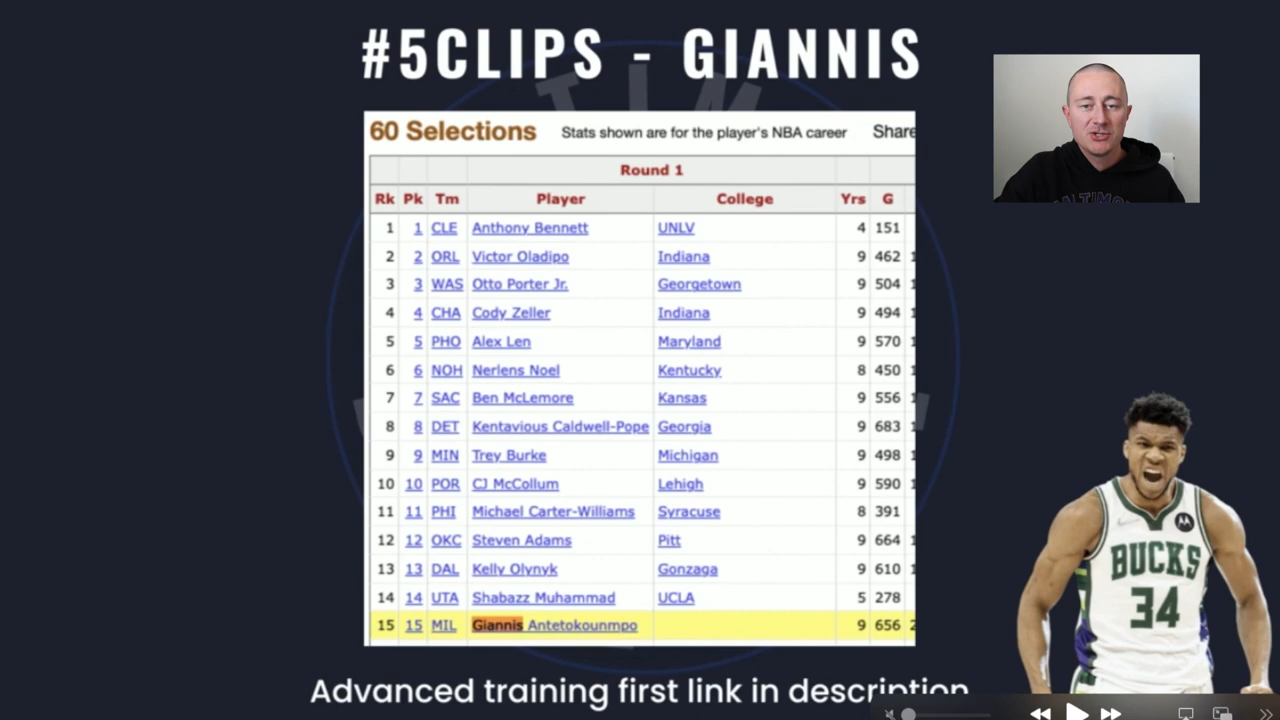 #5CLIPS - GIANNIS
60 Selections Stats shown are for the player's NBA career Share
Round 1
Rk Pk Tm Player College Yrs G
1 1 CLE Anthony Bennett UNLV 4 151
2 2 ORL Victor Oladipo Indiana 9 462
3 3 WAS Otto Porter Jr. Georgetown 9 504
4 4 CHA Cody Zeller Indiana 9 494
5 5 PHO Alex Len Maryland 9 570
6 6 NOH Nerlens Noel Kentucky 8 450
7 7 SAC Ben McLemore Kansas 9 556
8 8 DET Kentavious Caldwell-Pope Georgia 9 683
9 9 MIN Trey Burke Michigan 9 498
10 10 POR CJ McCollum Lehigh 9 590
11 11 PHI Michael Carter-Williams Syracuse 8 391
12 12 OKC Steven Adams Pitt 9 664
13 13 DAL Kelly Olynyk Gonzaga 9 610
14 14 UTA Shabazz Muhammad UCLA 5 278
15 15 MIL Giannis Antetokounmpo 9 656
BUCKS
34
Advanced training first link in description